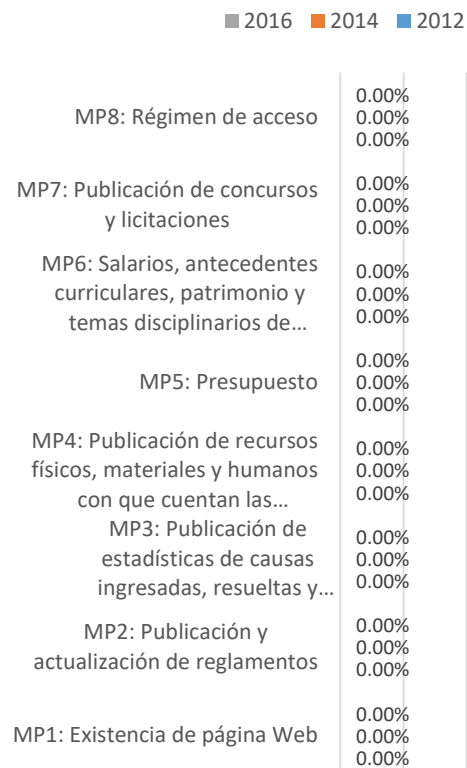 2016 2014 2012
MP8: Régimen de acceso
0.00%
0.00%
0.00%
MP7: Publicación de concursos
y licitaciones
0.00%
0.00%
0.00%
MP6: Salarios, antecedentes
curriculares, patrimonio y
temas disciplinarios de…
0.00%
0.00%
0.00%
MP5: Presupuesto
0.00%
0.00%
0.00%
MP4: Publicación de recursos
físicos, materiales y humanos
con que cuentan las…
0.00%
0.00%
0.00%
MP3: Publicación de
estadísticas de causas
ingresadas, resueltas y…
0.00%
0.00%
0.00%
MP2: Publicación y
actualización de reglamentos
0.00%
0.00%
0.00%
MP1: Existencia de página Web
0.00%
0.00%
0.00%